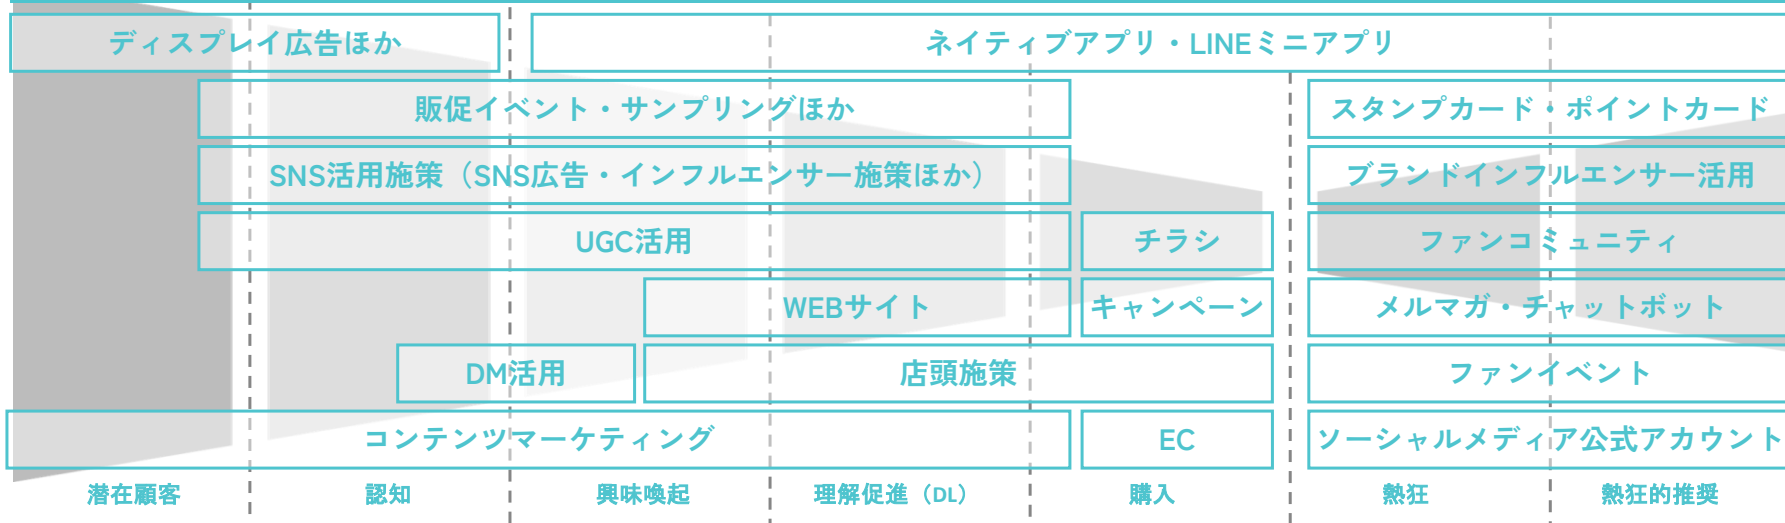 ディスプレイ広告ほか
ネイティブアプリ・LINEミニアプリ
販促イベント・サンプリングほか
スタンプカード・ポイントカード
SNS活用施策（SNS広告・インフルエンサー施策ほか）
ブランドインフルエンサー活用
UGC活用
チラシ
ファンコミュニティ
WEBサイト
キャンペーン
メルマガ・チャットボット
DM活用
店頭施策
ファンイベント
コンテンツマーケティング
EC
ソーシャルメディア公式アカウント
潜在顧客
認知
興味喚起
理解促進（DL）
購入
熱狂
熱狂的推奨